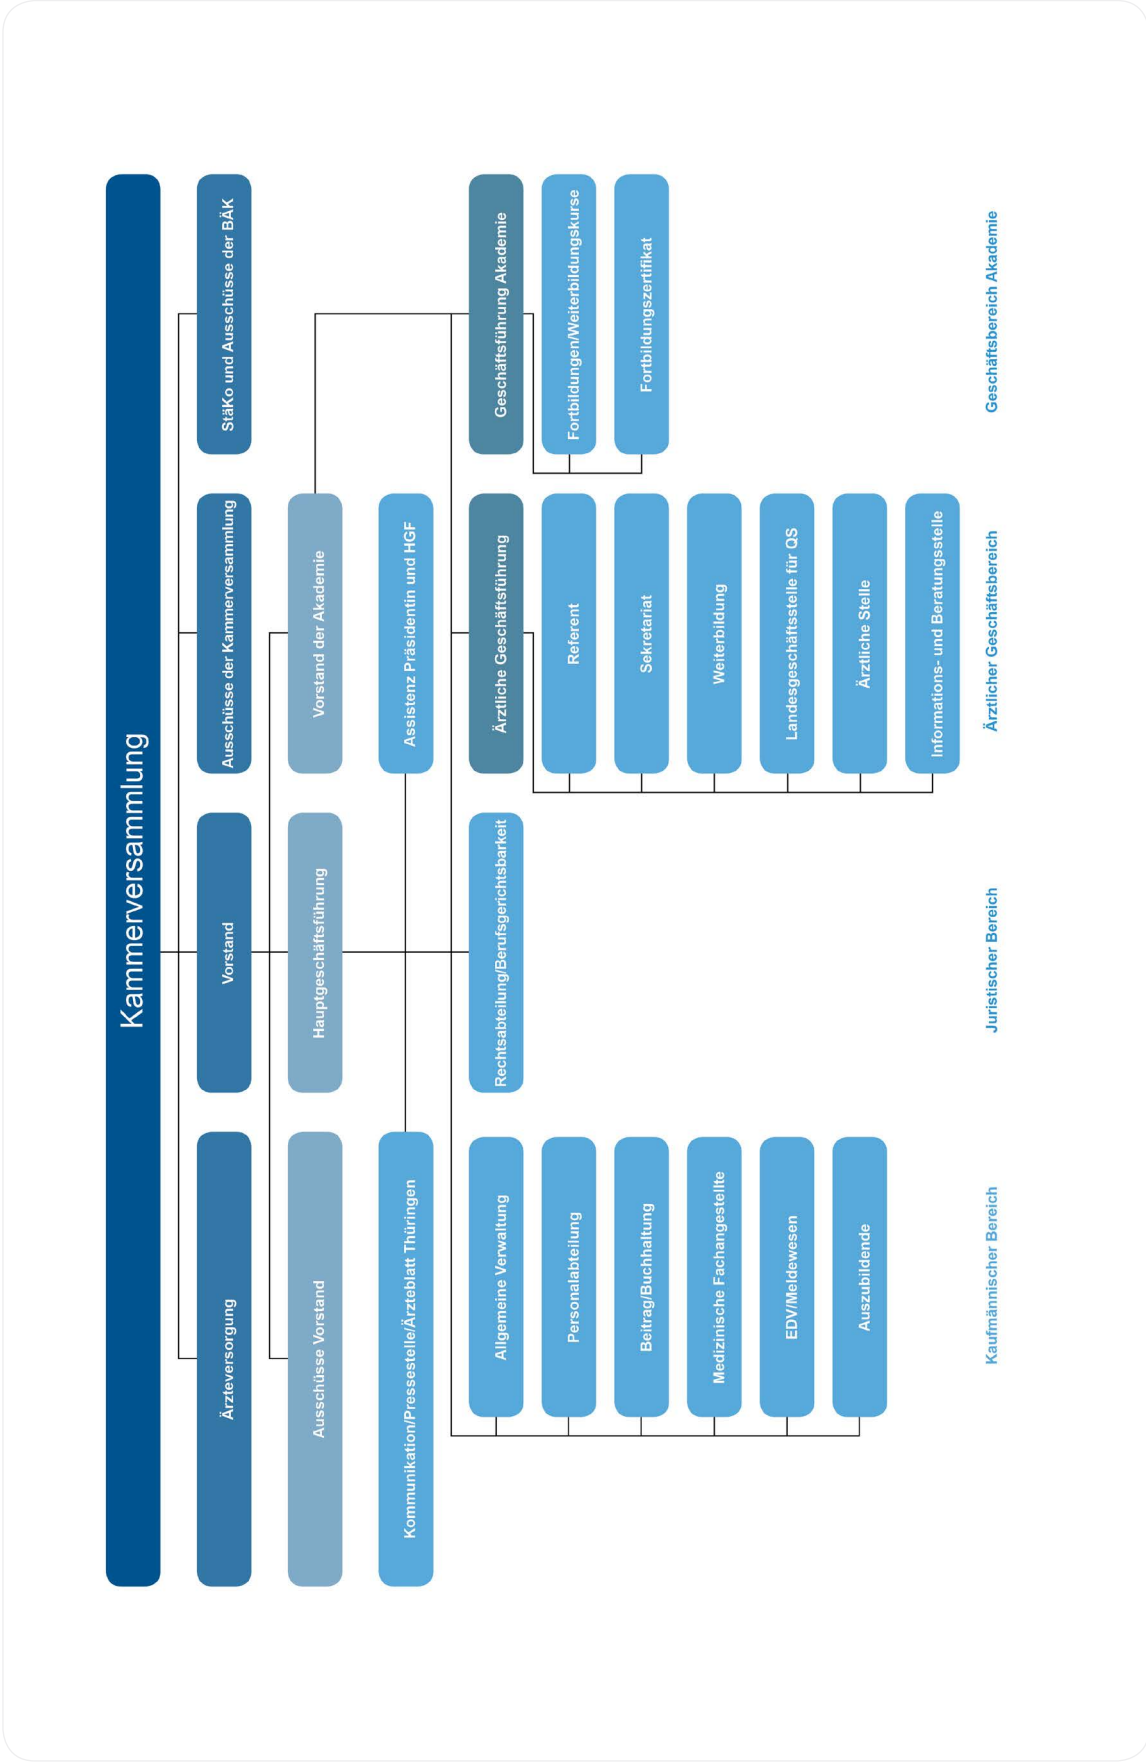 Kammerversammlung
Ärzteversorgung
Vorstand
Ausschüsse der Kammerversammlung
StäKo und Ausschüsse der BÄK
Ausschüsse Vorstand
Hauptgeschäftsführung
Vorstand der Akademie
Kommunikation/Pressestelle/Ärzteblatt Thüringen
Assistenz Präsidentin und HGF
Allgemeine Verwaltung
Rechtsabteilung/Berufsgerichtsbarkeit
Ärztliche Geschäftsführung
Geschäftsführung Akademie
Personalabteilung
Referent
Fortbildungen/Weiterbildungskurse
Beitrag/Buchhaltung
Sekretariat
Fortbildungszertifikat
Medizinische Fachangestellte
Weiterbildung
EDV/Meldewesen
Landesgeschäftsstelle für QS
Auszubildende
Ärztliche Stelle
Informations- und Beratungsstelle
Kaufmännischer Bereich
Juristischer Bereich
Ärztlicher Geschäftsbereich
Geschäftsbereich Akademie